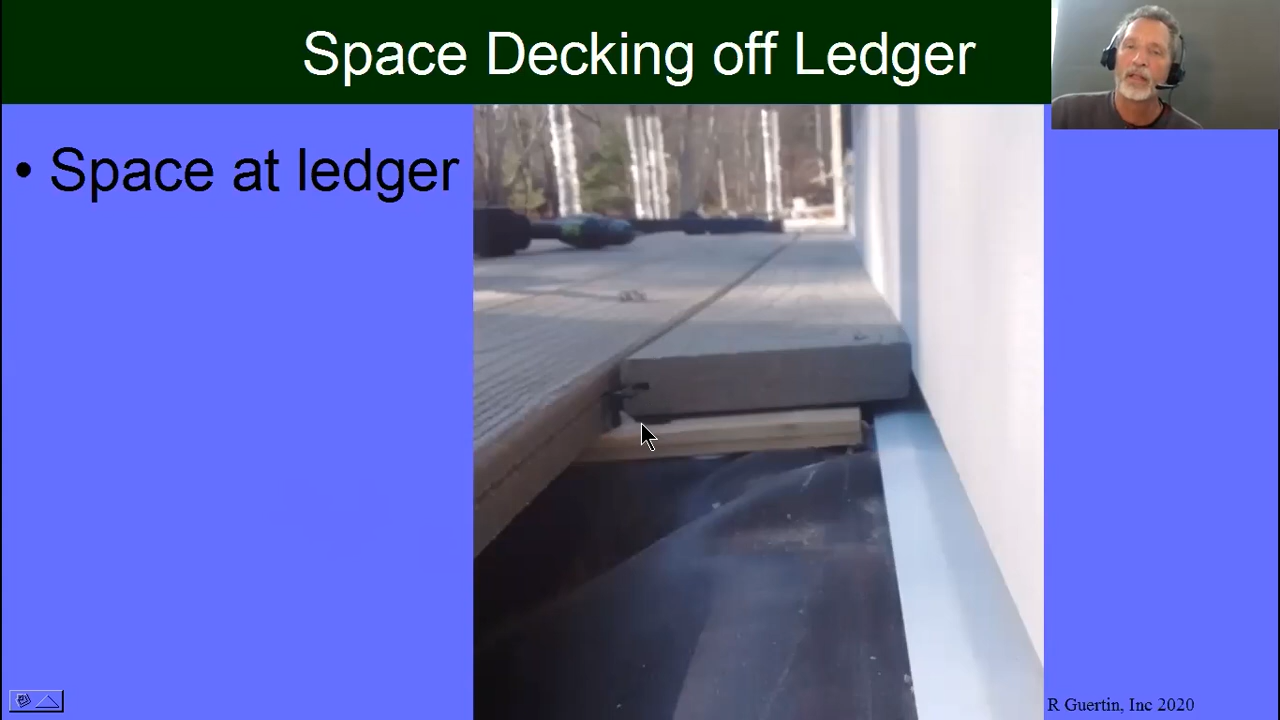 Space Decking off Ledger
• Space at ledger
R Guertin, Inc 2020